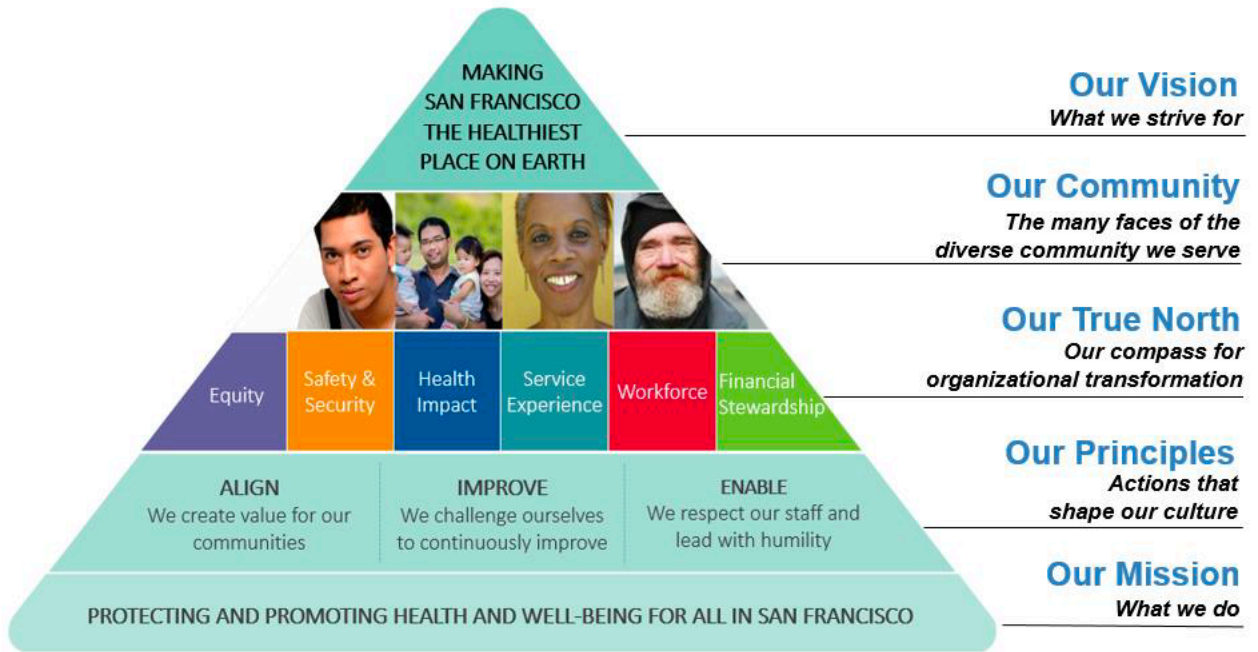 MAKING
SAN FRANCISCO
THE HEALTHIEST
PLACE ON EARTH
Our Vision
What we strive for
Our Community
The many faces of the
diverse community we serve
Equity
Safety &
Security
Health
Impact
Service
Experience
Workforce
Financial
Stewardship
Our True North
Our compass for
organizational transformation
ALIGN
We create value for our
communities
IMPROVE
We challenge ourselves
to continuously improve
ENABLE
We respect our staff and
lead with humility
Our Principles
Actions that
shape our culture
PROTECTING AND PROMOTING HEALTH AND WELL-BEING FOR ALL IN SAN FRANCISCO
Our Mission
What we do